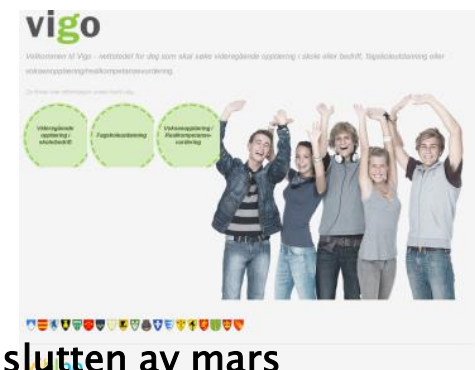 vigo
Velkommen til Vigo - nettstedet for deg som skal søke videregående opplæring i skole eller bedrift, fagskoleutdanning eller
voksenopplæring/realkompetansevurdering
Videregående
opplæring i
skole/bedrift
Fagskoleutdanning
Voksenopplæring /
Realkompetanse-
vurdering
slutten av mars